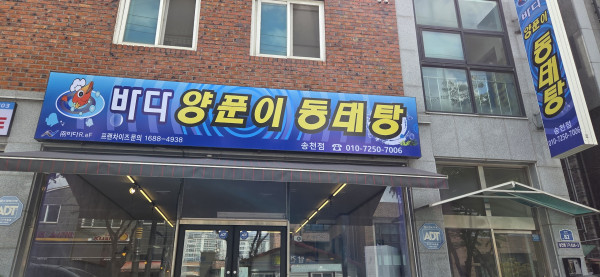 바다 양푼이 동태탕
프랜차이즈 문의 1688-4938
송천점 ☎ 010-7250-7006
바다 양푼이 동태탕
송천점
ADT
ADT